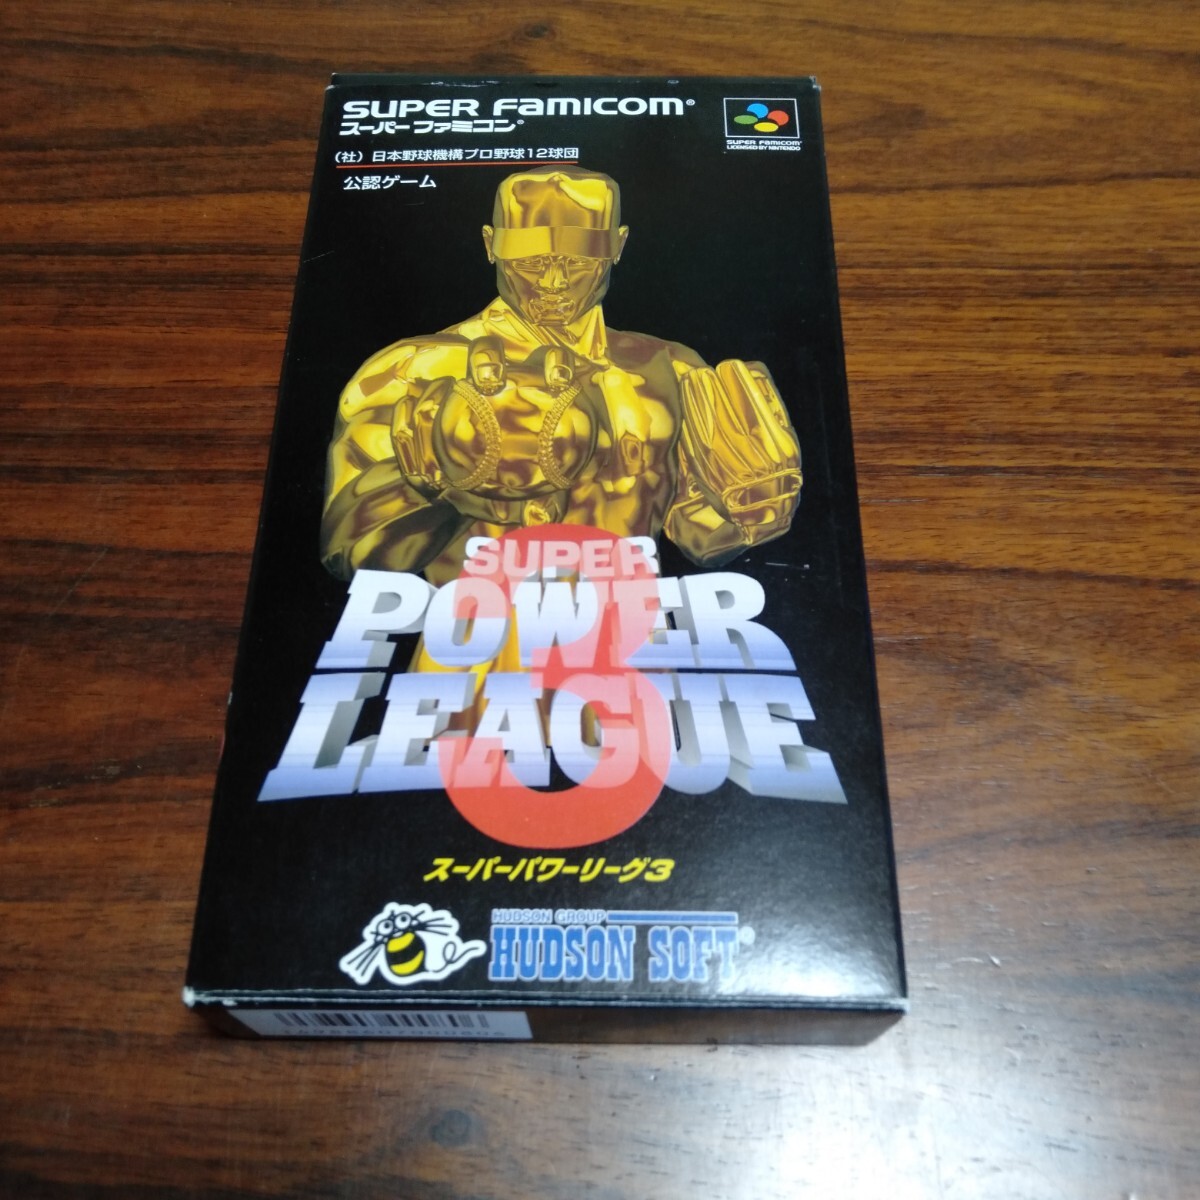 SUPER FAMICOM®
スーパーファミコン®
SUPER FAMICOM®
LICENSED BY NINTENDO
(社)日本野球機構プロ野球12球団
公認ゲーム
SUPER
POWER
LEAGUE
3
スーパーパワーリーグ3
HUDSON GROUP
HUDSON SOFT®